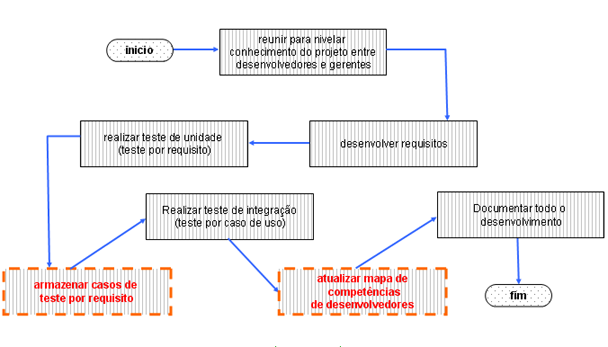 inicio
reunir para nivelar
conhecimento do projeto entre
desenvolvedores e gerentes
desenvolver requisitos
realizar teste de unidade
(teste por requisito)
armazenar casos de
teste por requisito
Realizar teste de integração
(teste por caso de uso)
atualizar mapa de
competências
de desenvolvedores
Documentar todo o
desenvolvimento
fim